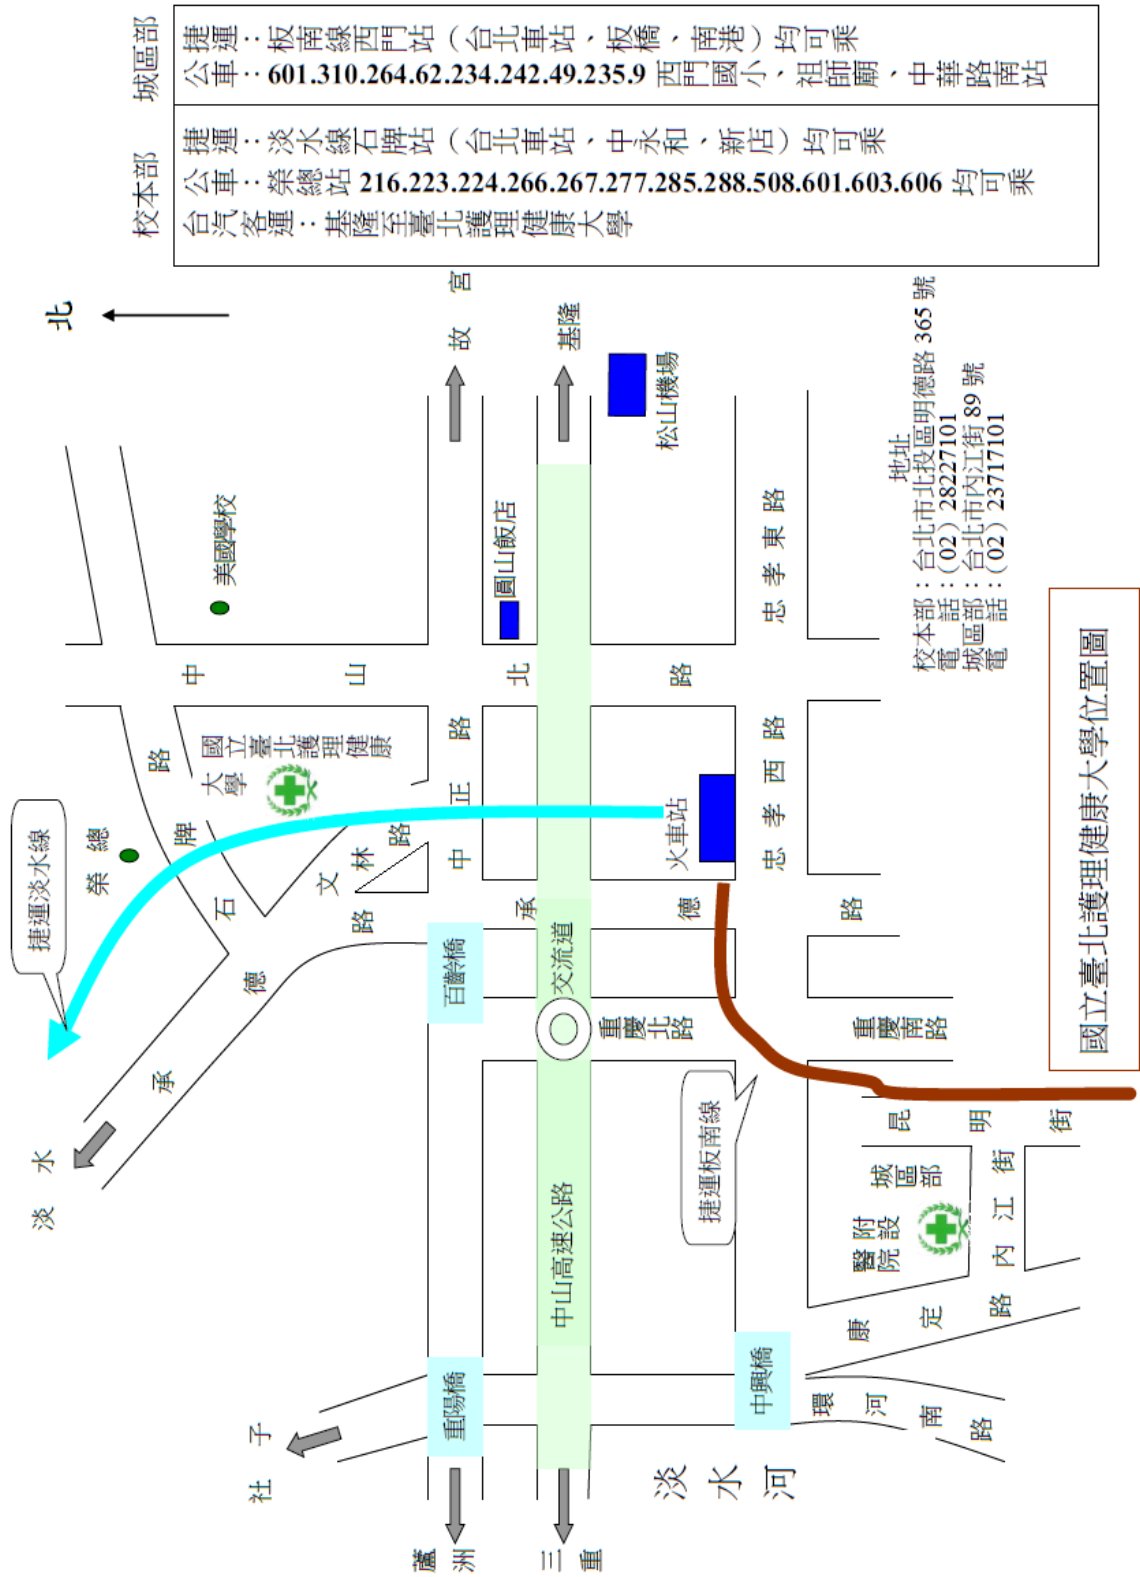 國立臺北護理健康大學位置圖
北
淡水
捷運淡水線
榮總
石牌路
國立臺北護理健康
大學
美國學校
中山北路
承德路
文林路
社子
重陽橋
百齡橋
中正路
圓山飯店
故宮
蘆洲
三重
中山高速公路
交流道
承德路
基隆
松山機場
重慶北路
火車站
淡水河
捷運板南線
中興橋
忠孝西路
忠孝東路
環河南路
康定路
醫附
院設
城區部
內江街
昆明街
重慶南路
地址
校本部：台北市北投區明德路 365 號
電話：(02) 28227101
城區部：台北市內江街 89 號
電話：(02) 23717101
校本部
捷運：淡水線石牌站（台北車站、中永和、新店）均可乘
公車：榮總站 216.223.224.266.267.277.285.288.508.601.603.606 均可乘
台汽客運：基隆至臺北護理健康大學
城區部
捷運：板南線西門站（台北車站、板橋、南港）均可乘
公車：601.310.264.62.234.242.49.235.9 西門國小、祖師廟、中華路南站